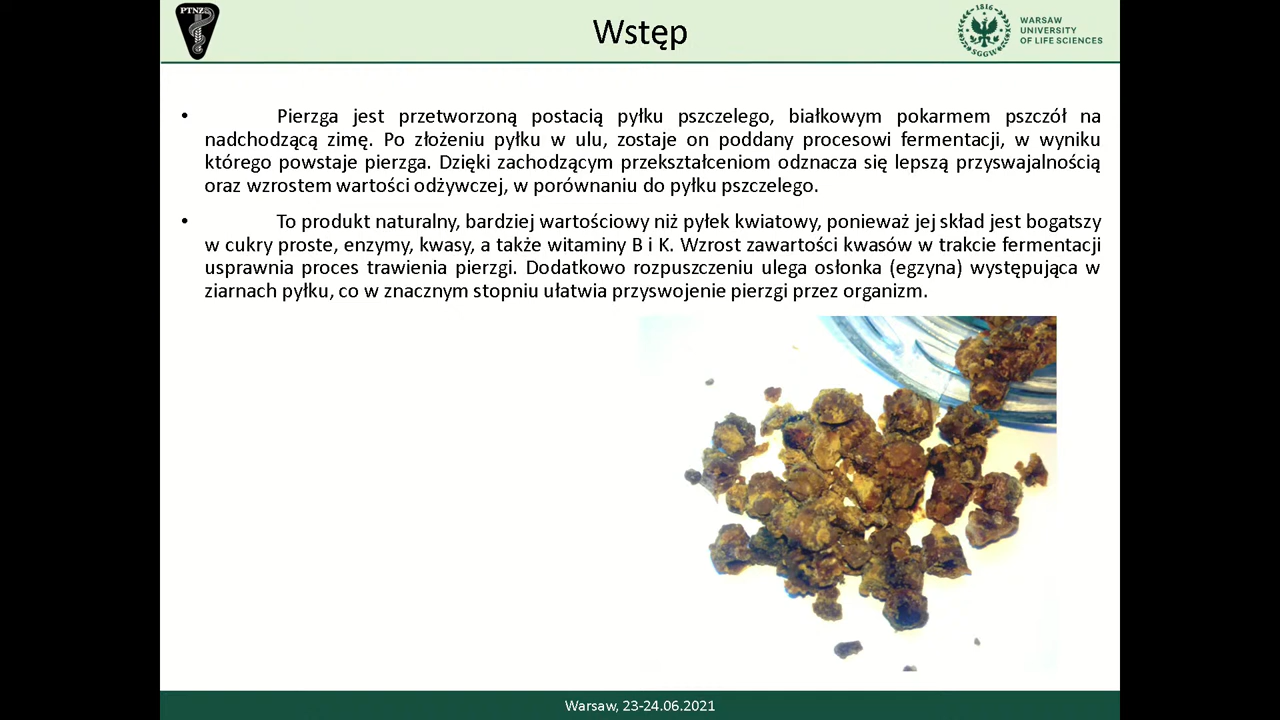 PTNZ
Wstęp
1816
SGGW
WARSAW
UNIVERSITY
OF LIFE SCIENCES
• Pierzga jest przetworzoną postacią pyłku pszczelego, białkowym pokarmem pszczół na
nadchodzącą zimę. Po złożeniu pyłku w ulu, zostaje on poddany procesowi fermentacji, w wyniku
którego powstaje pierzga. Dzięki zachodzącym przekształceniom odznacza się lepszą przyswajalnością
oraz wzrostem wartości odżywczej, w porównaniu do pyłku pszczelego.
• To produkt naturalny, bardziej wartościowy niż pyłek kwiatowy, ponieważ jej skład jest bogatszy
w cukry proste, enzymy, kwasy, a także witaminy B i K. Wzrost zawartości kwasów w trakcie fermentacji
usprawnia proces trawienia pierzgi. Dodatkowo rozpuszczeniu ulega osłonka (egzyna) występująca w
ziarnach pyłku, co w znacznym stopniu ułatwia przyswojenie pierzgi przez organizm.
Warsaw, 23-24.06.2021